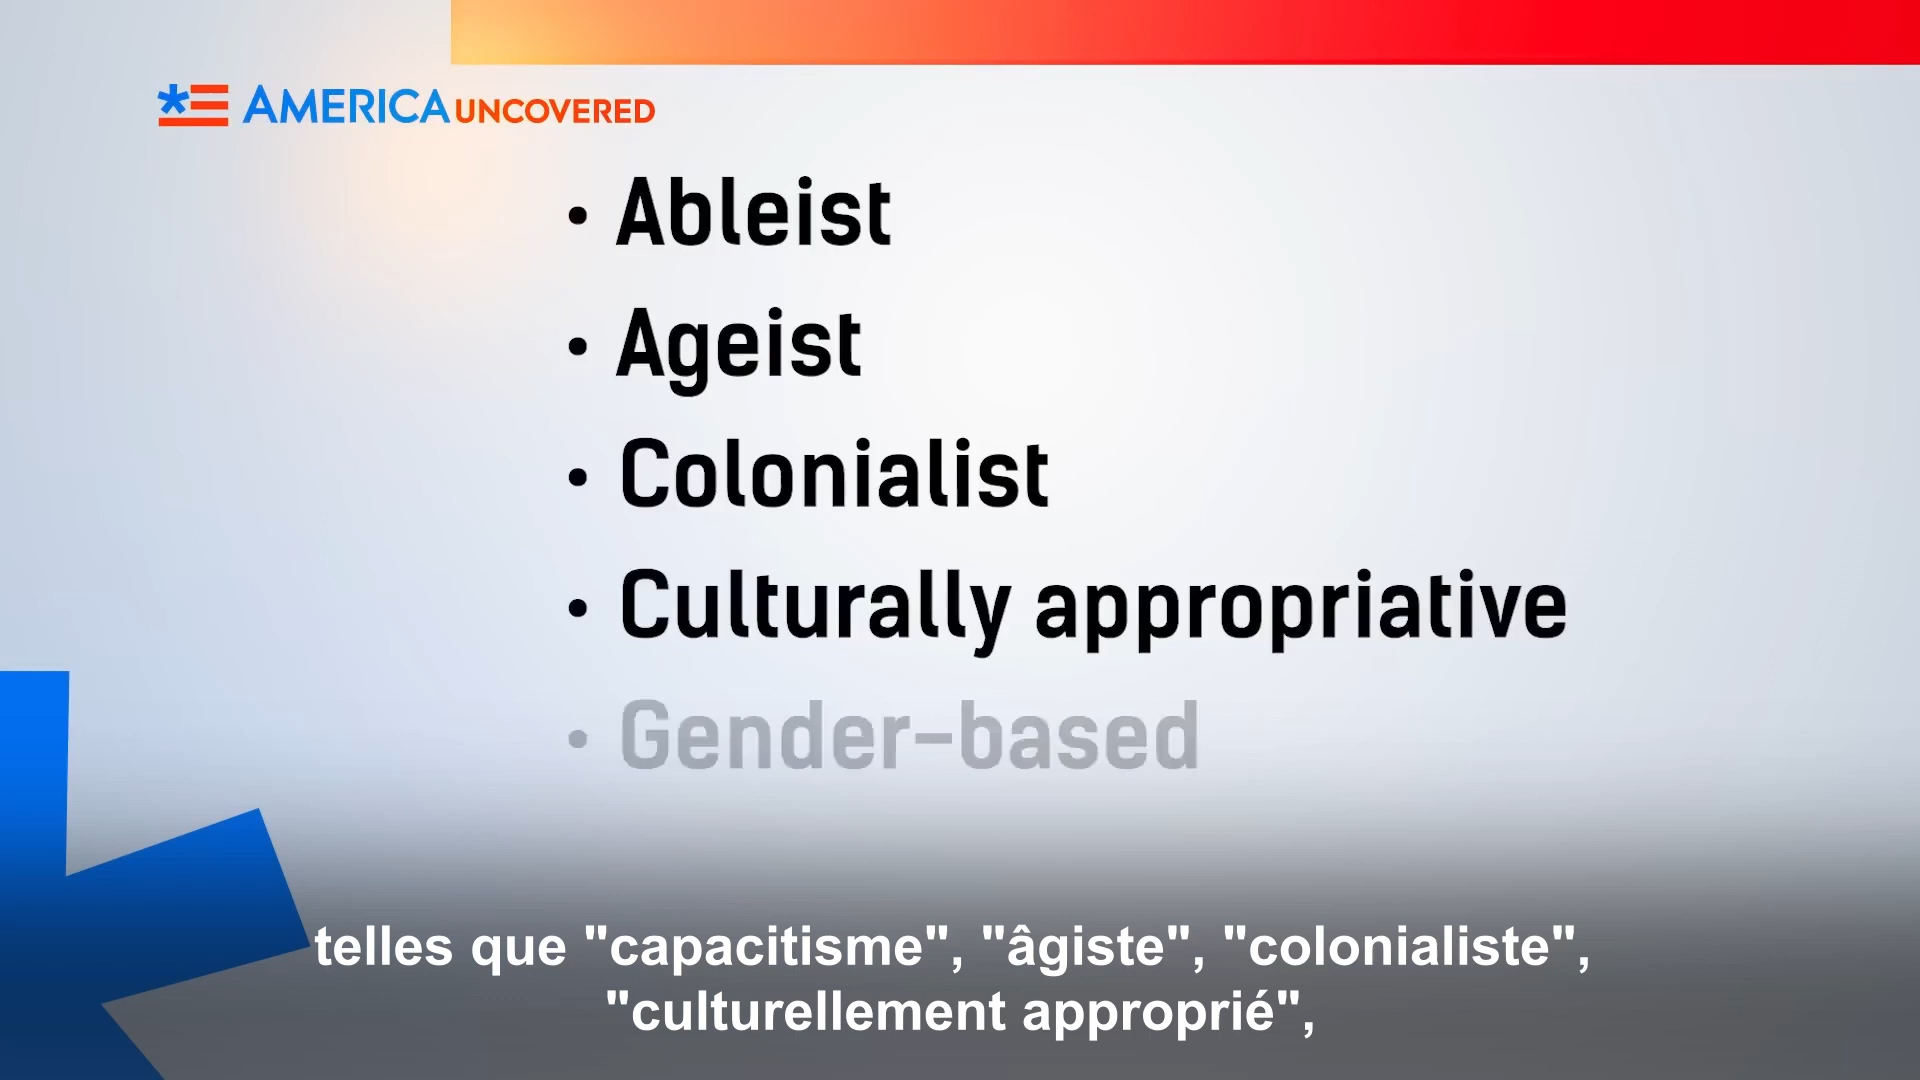 AMERICA UNCOVERED
• Ableist
• Ageist
• Colonialist
• Culturally appropriative
• Gender-based
telles que "capacitisme", "âgiste", "colonialiste",
"culturellement approprié",